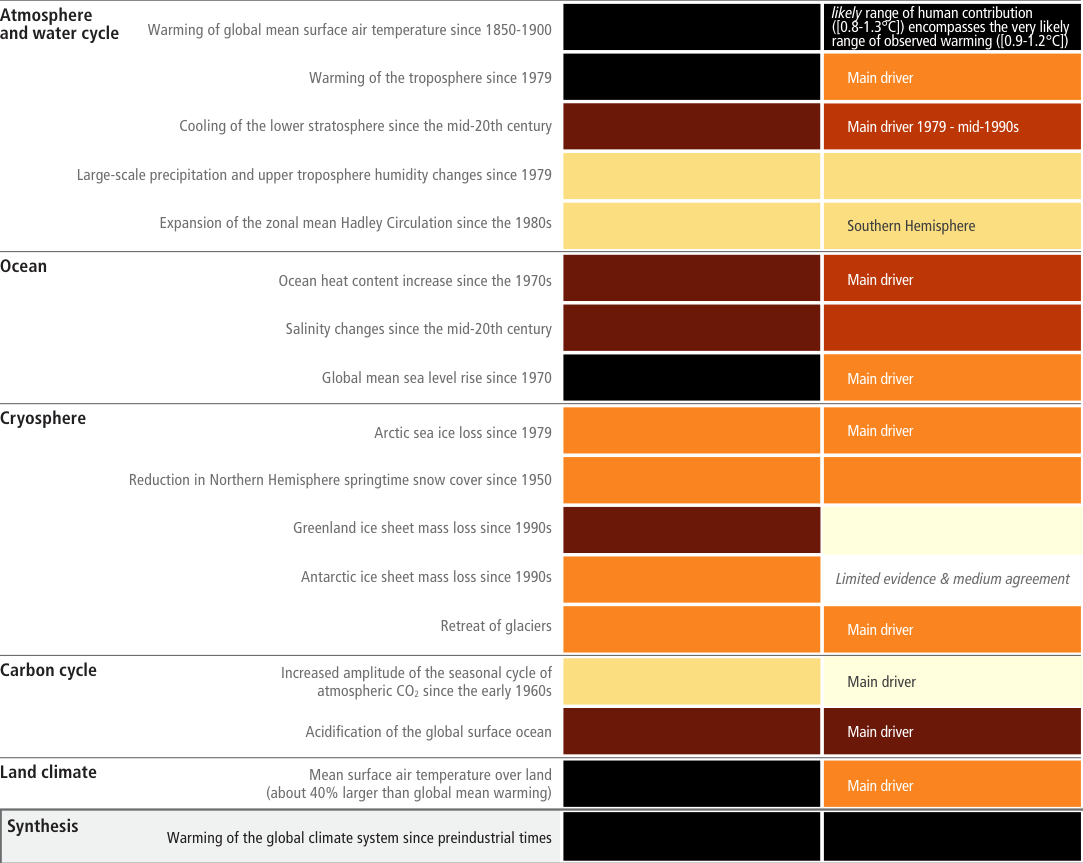 Atmosphere
and water cycle
Warming of global mean surface air temperature since 1850-1900
likely range of human contribution
([0.8-1.3°C]) encompasses the very likely
range of observed warming ([0.9-1.2°C])
Warming of the troposphere since 1979
Main driver
Cooling of the lower stratosphere since the mid-20th century
Main driver 1979 - mid-1990s
Large-scale precipitation and upper troposphere humidity changes since 1979
Expansion of the zonal mean Hadley Circulation since the 1980s
Southern Hemisphere
Ocean
Ocean heat content increase since the 1970s
Main driver
Salinity changes since the mid-20th century
Global mean sea level rise since 1970
Main driver
Cryosphere
Arctic sea ice loss since 1979
Main driver
Reduction in Northern Hemisphere springtime snow cover since 1950
Greenland ice sheet mass loss since 1990s
Antarctic ice sheet mass loss since 1990s
Limited evidence & medium agreement
Retreat of glaciers
Main driver
Carbon cycle
Increased amplitude of the seasonal cycle of
atmospheric CO₂ since the early 1960s
Main driver
Acidification of the global surface ocean
Main driver
Land climate
Mean surface air temperature over land
(about 40% larger than global mean warming)
Main driver
Synthesis
Warming of the global climate system since preindustrial times